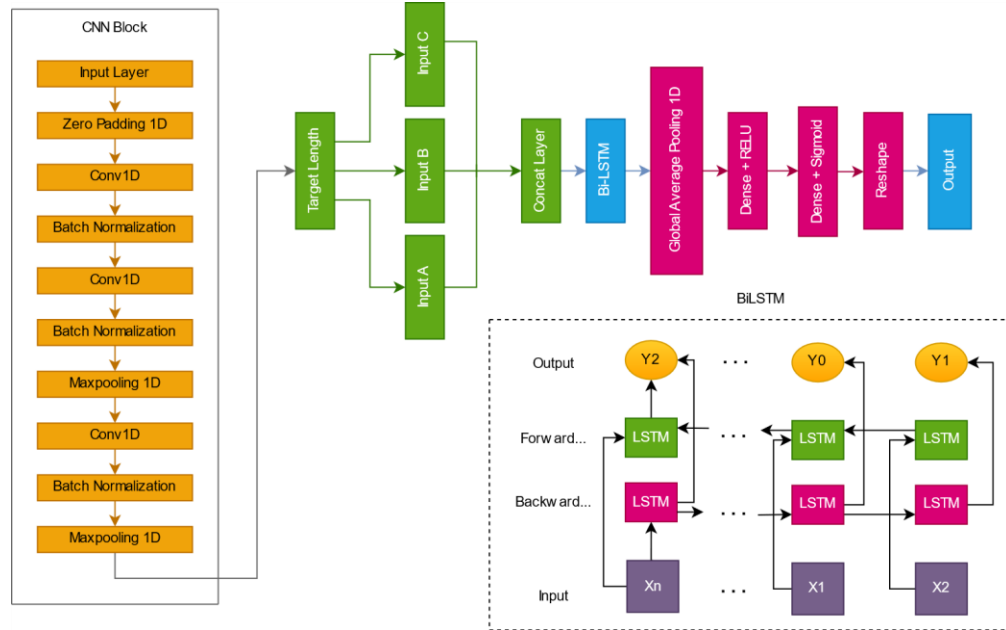 CNN Block
Input Layer
Zero Padding 1D
Conv1D
Batch Normalization
Conv1D
Batch Normalization
Maxpooling 1D
Conv1D
Batch Normalization
Maxpooling 1D
Target Length
Input C
Input B
Input A
Concat Layer
Bi-LSTM
Global Average Pooling 1D
Dense + RELU
Dense + Sigmoid
Reshape
Output
BiLSTM
Output
Y2
...
Y0
Y1
Forward...
LSTM
...
LSTM
LSTM
Backward...
LSTM
...
LSTM
LSTM
Input
Xn
...
X1
X2